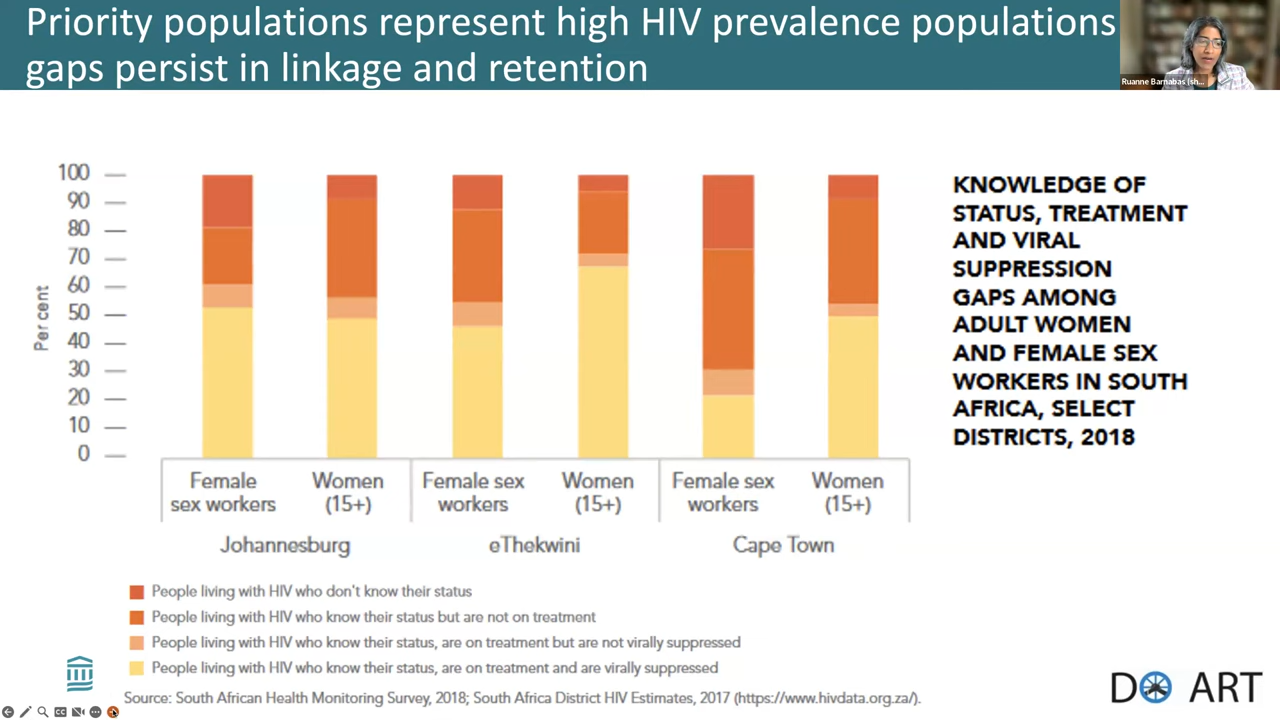 Priority populations represent high HIV prevalence populations
gaps persist in linkage and retention
Ruanne Barnabas (sh...
100
90
80
70
60
50
40
30
20
10
0
Per cent
Female
sex workers
Women
(15+)
Female sex
workers
Women
(15+)
Female sex
workers
Women
(15+)
Johannesburg
eThekwini
Cape Town
KNOWLEDGE OF
STATUS, TREATMENT
AND VIRAL
SUPPRESSION
GAPS AMONG
ADULT WOMEN
AND FEMALE SEX
WORKERS IN SOUTH
AFRICA, SELECT
DISTRICTS, 2018
People living with HIV who don't know their status
People living with HIV who know their status but are not on treatment
People living with HIV who know their status, are on treatment but are not virally suppressed
People living with HIV who know their status, are on treatment and are virally suppressed
Source: South African Health Monitoring Survey, 2018; South Africa District HIV Estimates, 2017 (https://www.hivdata.org.za/).
DO ART